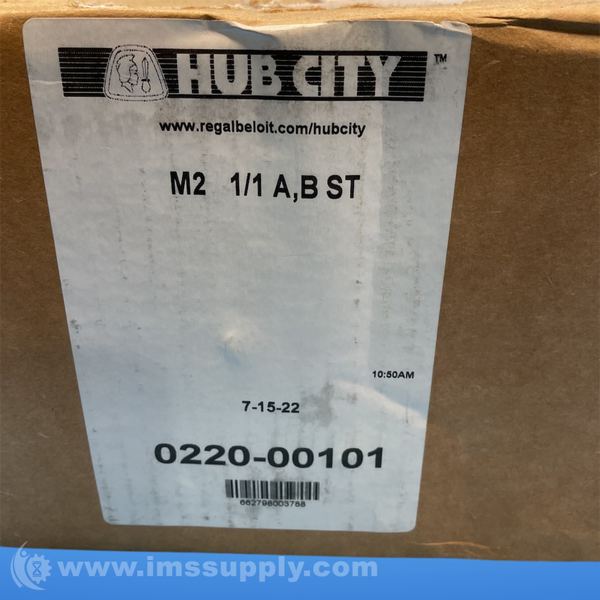 HUB CITY ™
www.regalbeloit.com/hubcity
M2 1/1 A,B ST
10:50AM
7-15-22
0220-00101
662798003788
www.imssupply.com